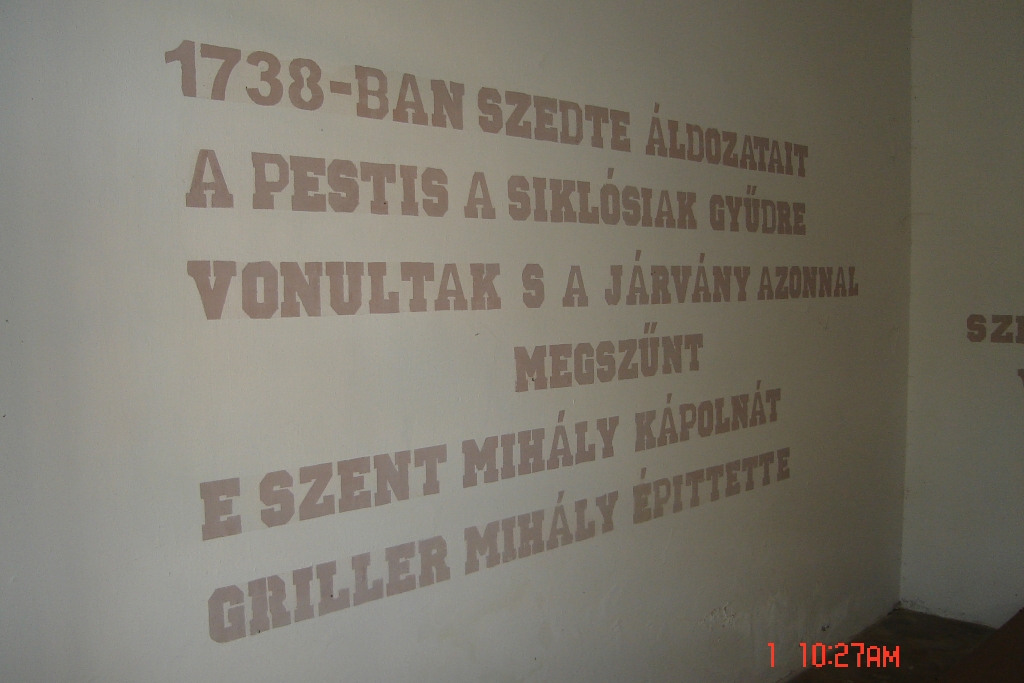 1738-BAN SZEDTE ÁLDOZATAIT
A PESTIS A SIKLÓSIAK GYŰDRE
VONULTAK S A JÁRVÁNY AZONNAL
MEGSZŰNT
E SZENT MIHÁLY KÁPOLNÁT
GRILLER MIHÁLY ÉPITTETTE
1 10:27AM